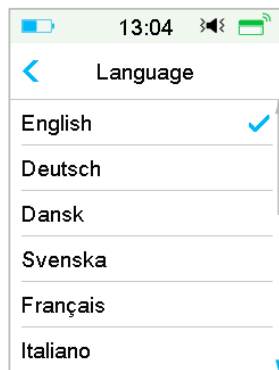 13:04
Language
English
Deutsch
Dansk
Svenska
Français
Italiano